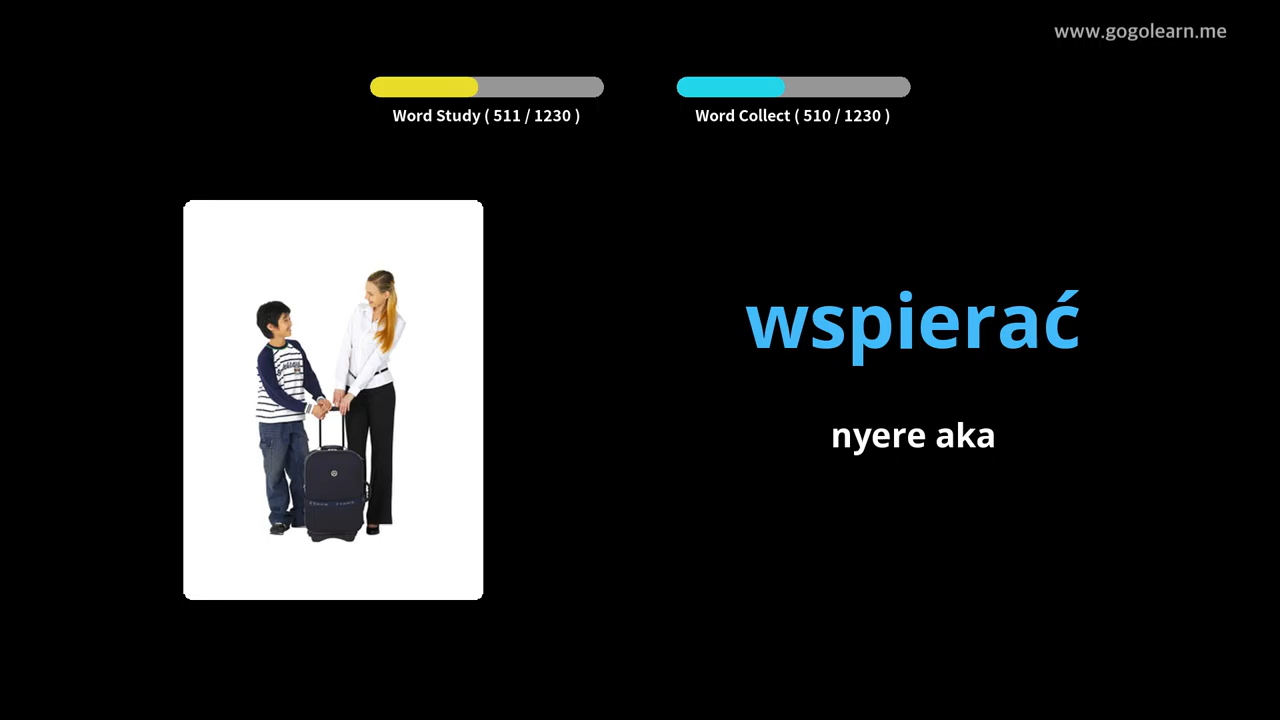 www.gogolearn.me
Word Study ( 511 / 1230 )
Word Collect ( 510 / 1230 )
wspierać
nyere aka